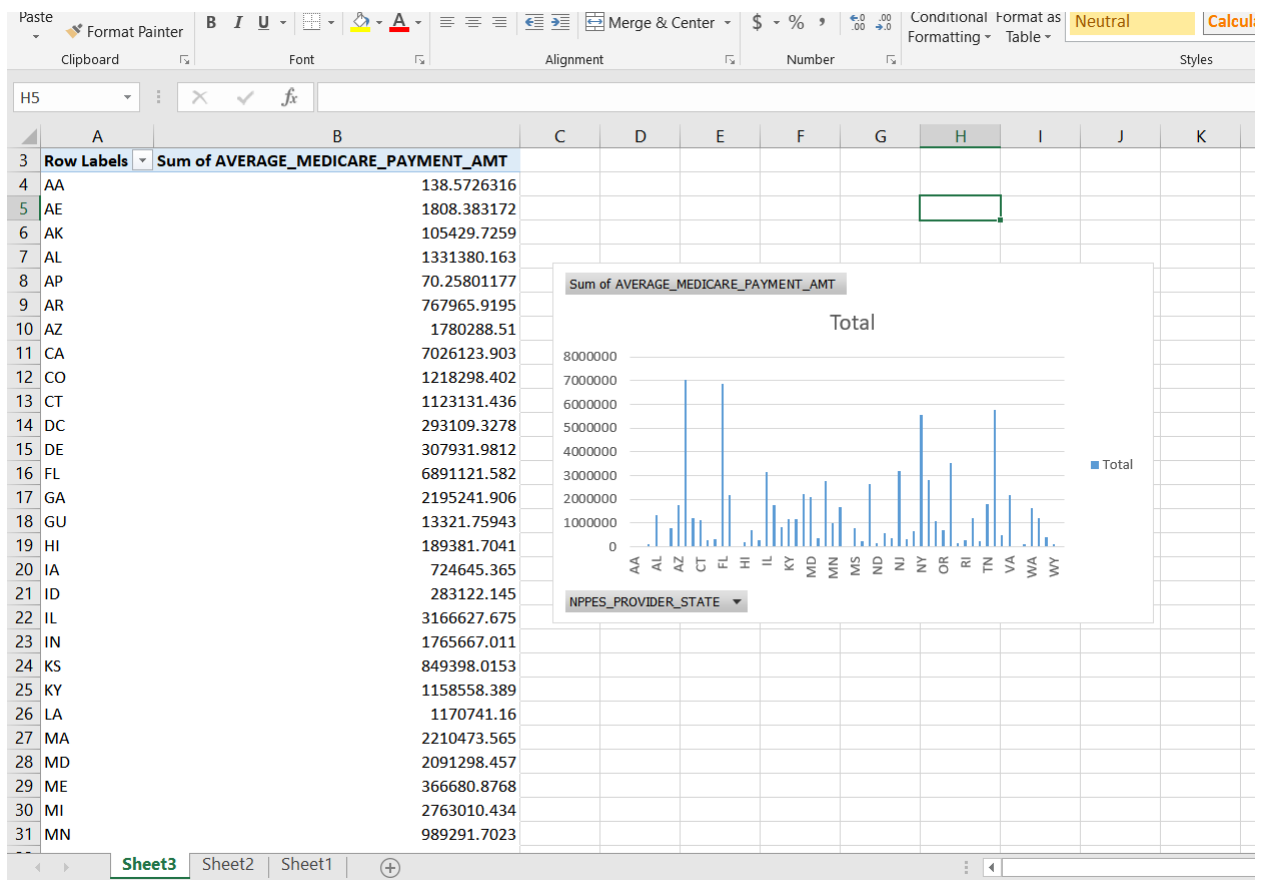 Paste
Format Painter
B I U A
Merge & Center
$ % ,
Conditional Format as
Formatting Table
Neutral
Calcul
Clipboard
Font
Alignment
Number
Styles
H5
fx
A B C D E F G H I J K
3 Row Labels Sum of AVERAGE_MEDICARE_PAYMENT_AMT
4 AA 138.5726316
5 AE 1808.383172
6 AK 105429.7259
7 AL 1331380.163
8 AP 70.25801177
9 AR 767965.9195
10 AZ 1780288.51
11 CA 7026123.903
12 CO 1218298.402
13 CT 1123131.436
14 DC 293109.3278
15 DE 307931.9812
16 FL 6891121.582
17 GA 2195241.906
18 GU 13321.75943
19 HI 189381.7041
20 IA 724645.365
21 ID 283122.145
22 IL 3166627.675
23 IN 1765667.011
24 KS 849398.0153
25 KY 1158558.389
26 LA 1170741.16
27 MA 2210473.565
28 MD 2091298.457
29 ME 366680.8768
30 MI 2763010.434
31 MN 989291.7023
Sum of AVERAGE_MEDICARE_PAYMENT_AMT
Total
8000000
7000000
6000000
5000000
4000000
3000000
2000000
1000000
0
AA AL AZ CT FL HI IL KY MD MN MS ND NJ NY OR RI TN VA WA WY
Total
NPPES_PROVIDER_STATE
Sheet3 Sheet2 Sheet1